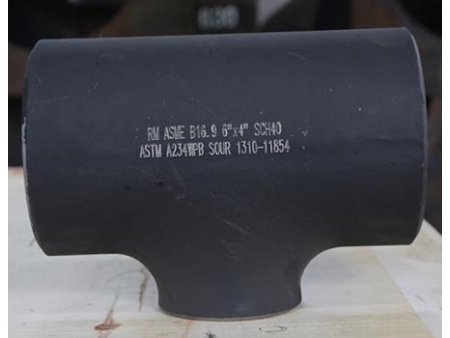 RM ASME B16.9 6"x4" SCH40
ASTM A234WPB SOUR 1310-11854